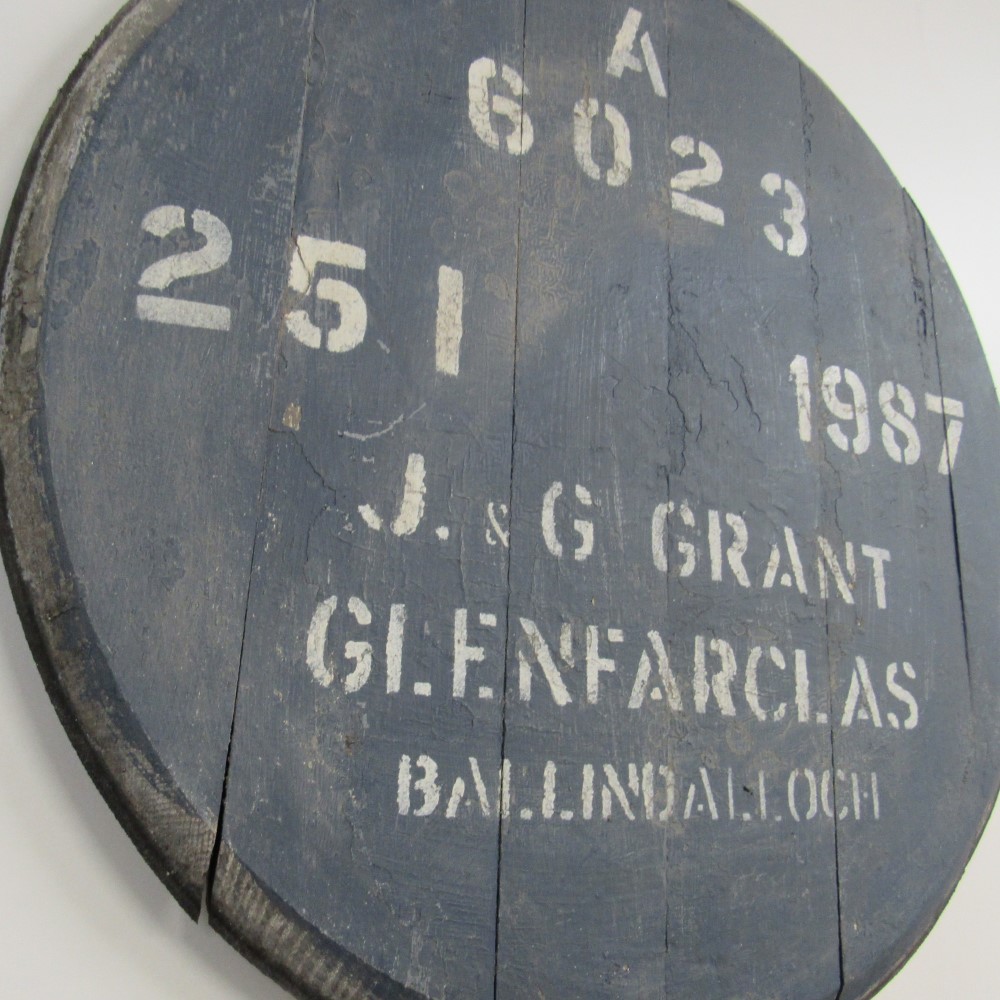 A
6023
251
1987
J. & G GRANT
GLENFARCLAS
BALLINDALLOCH